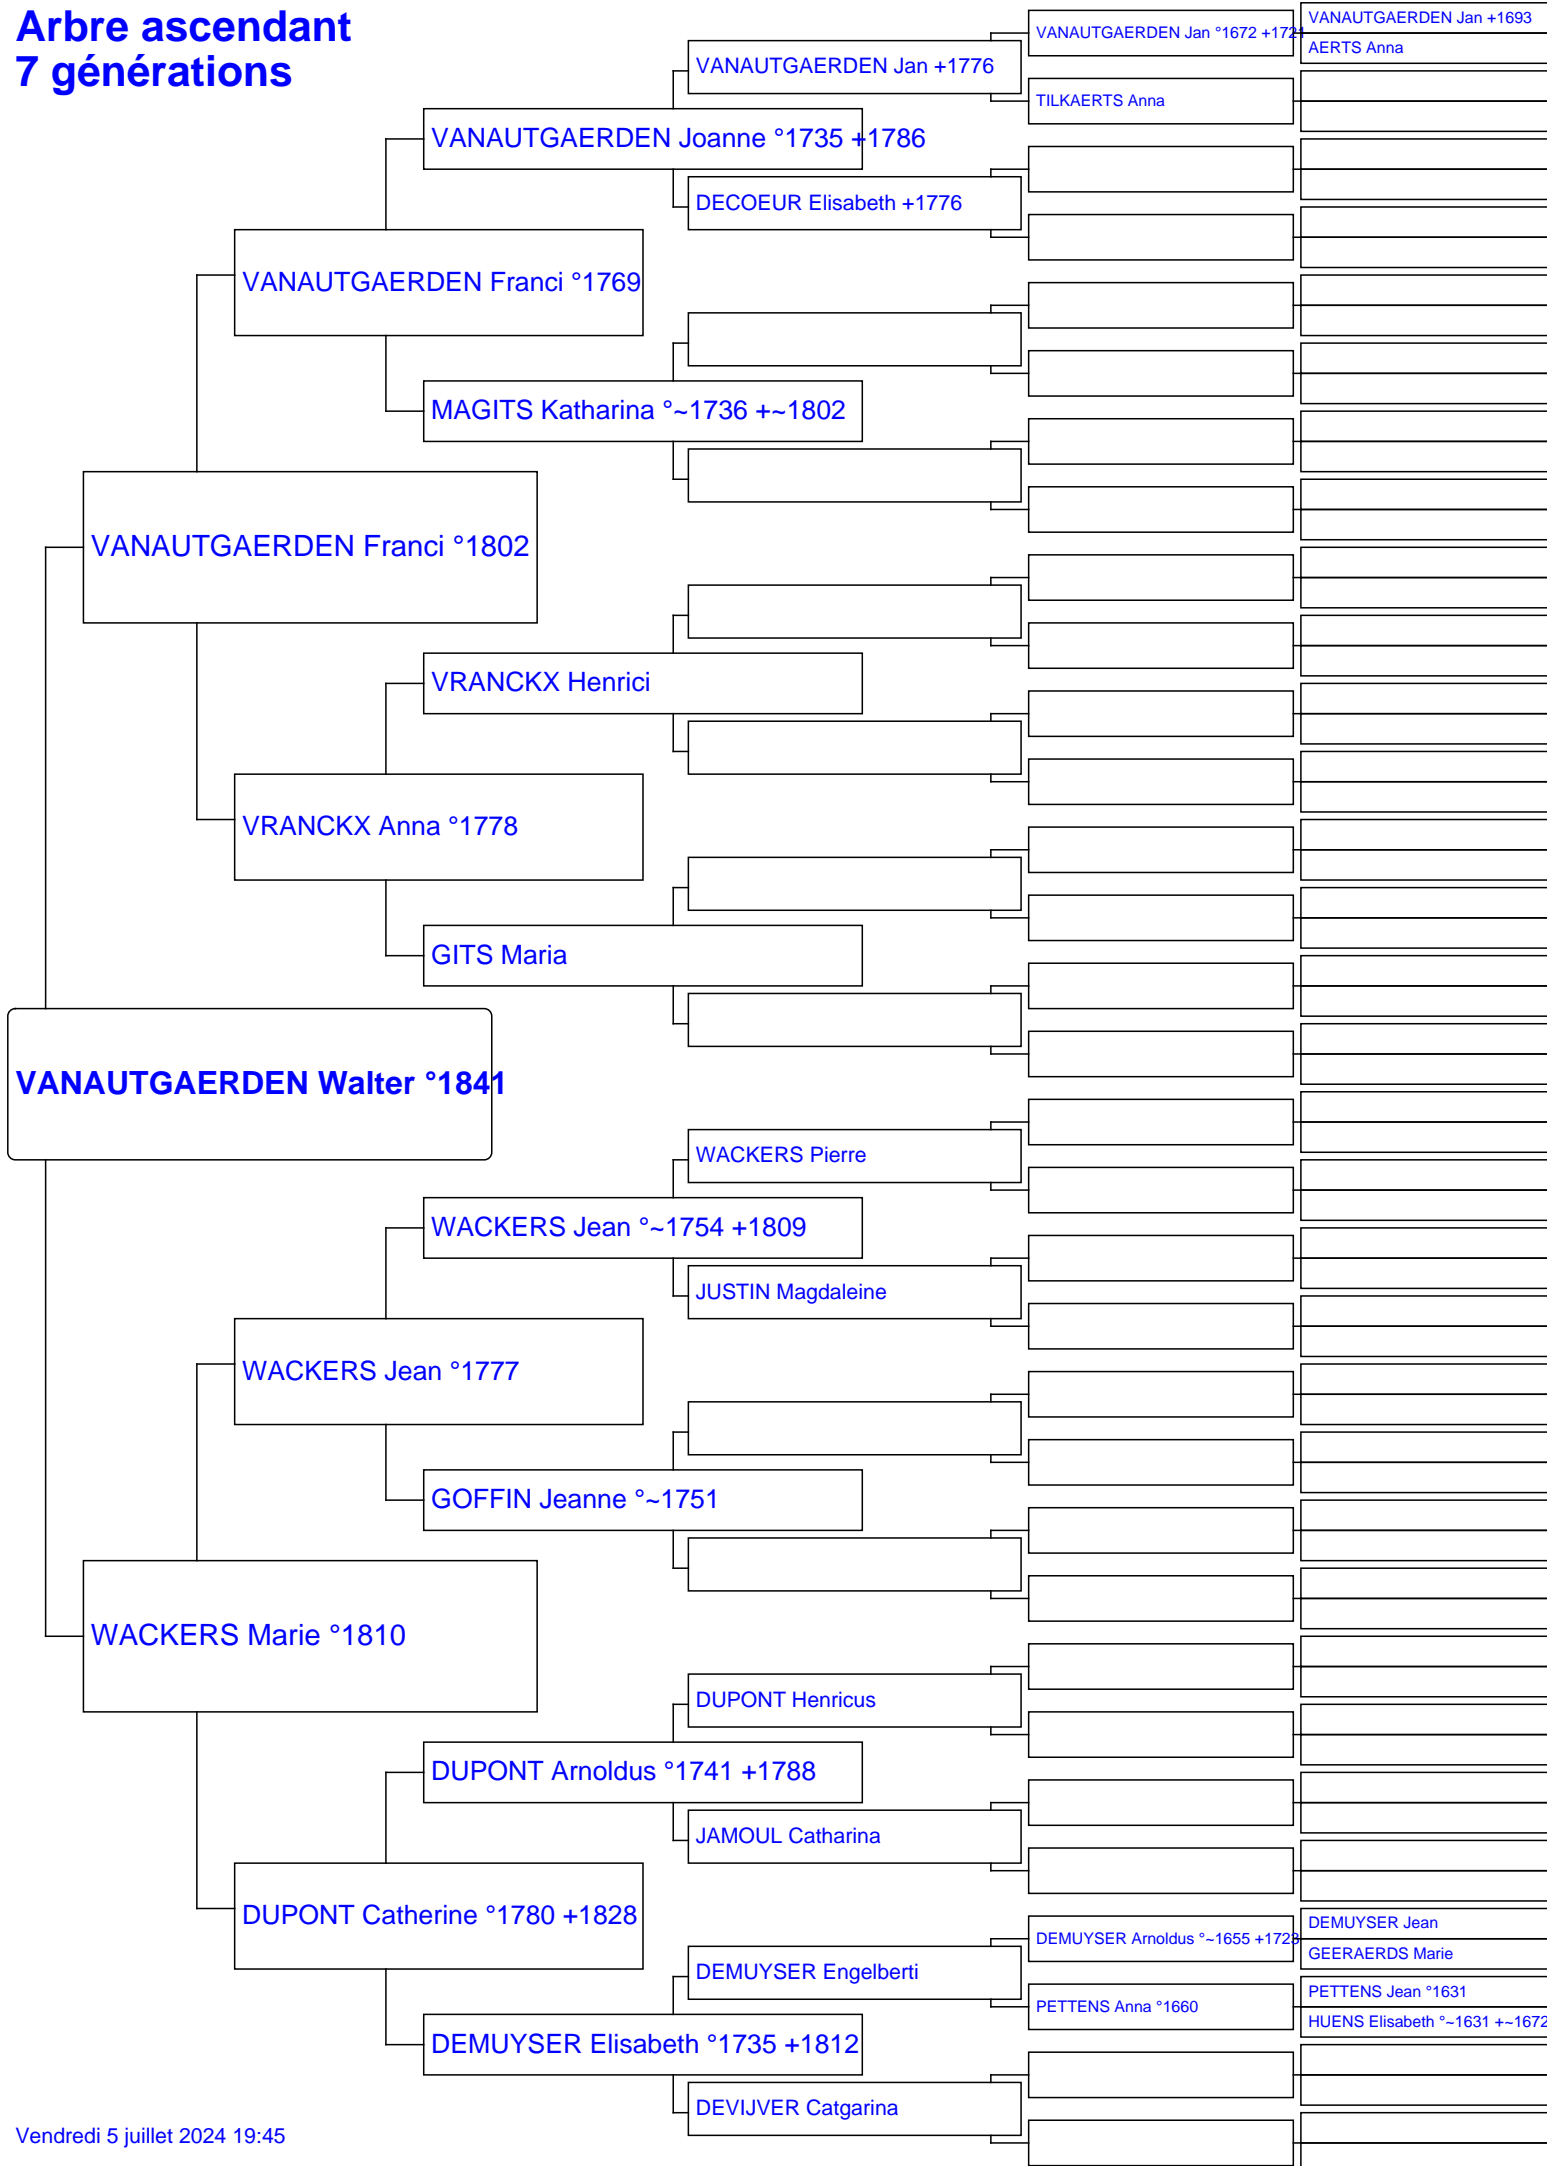 Arbre ascendant
7 générations
VANAUTGAERDEN Jan °1672 +1721
VANAUTGAERDEN Jan +1693
AERTS Anna
VANAUTGAERDEN Jan +1776
TILKAERTS Anna
VANAUTGAERDEN Joanne °1735 +1786
DECOEUR Elisabeth +1776
VANAUTGAERDEN Franci °1769
MAGITS Katharina °~1736 +~1802
VANAUTGAERDEN Franci °1802
VRANCKX Henrici
VRANCKX Anna °1778
GITS Maria
VANAUTGAERDEN Walter °1841
WACKERS Pierre
WACKERS Jean °~1754 +1809
JUSTIN Magdaleine
WACKERS Jean °1777
GOFFIN Jeanne °~1751
WACKERS Marie °1810
DUPONT Henricus
DUPONT Arnoldus °1741 +1788
JAMOUL Catharina
DUPONT Catherine °1780 +1828
DEMUYSER Arnoldus °~1655 +1723
DEMUYSER Jean
GEERAERDS Marie
DEMUYSER Engelberti
PETTENS Anna °1660
PETTENS Jean °1631
HUENS Elisabeth °~1631 +~1672
DEMUYSER Elisabeth °1735 +1812
DEVIJVER Catgarina
Vendredi 5 juillet 2024 19:45